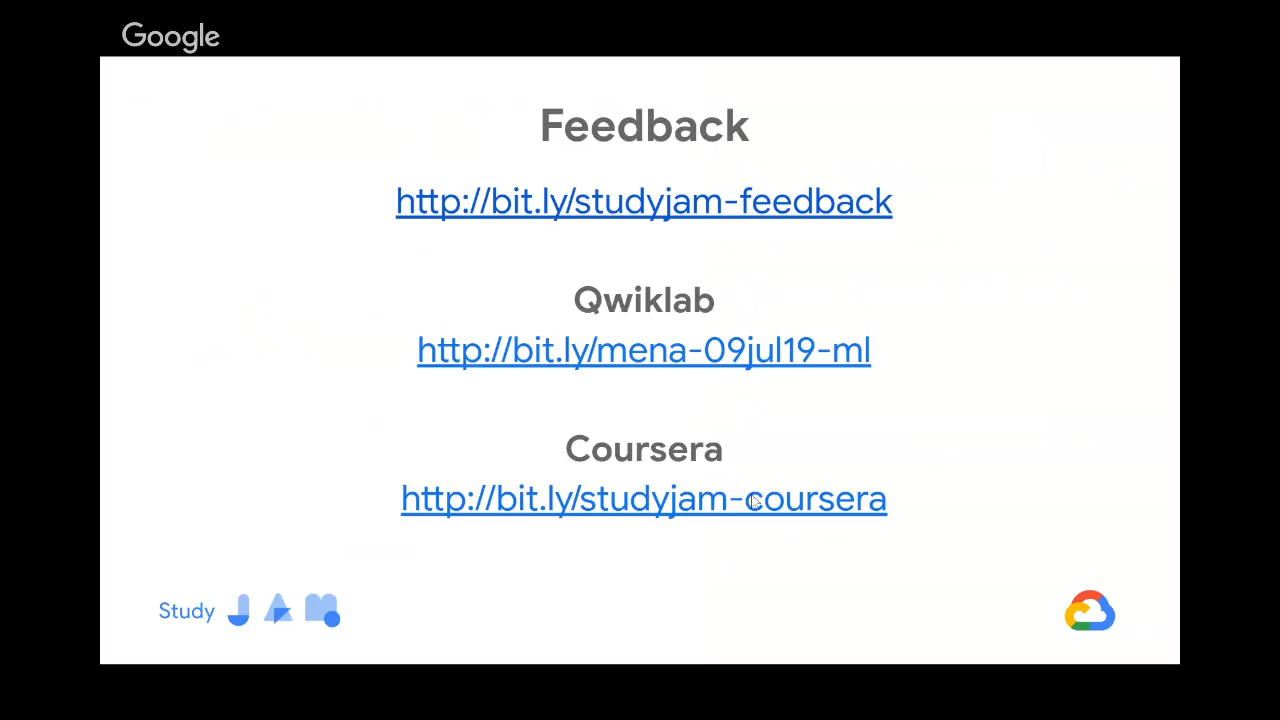 Google
Feedback
http://bit.ly/studyjam-feedback
Qwiklab
http://bit.ly/mena-09jul19-ml
Coursera
http://bit.ly/studyjam-coursera
Study JAM